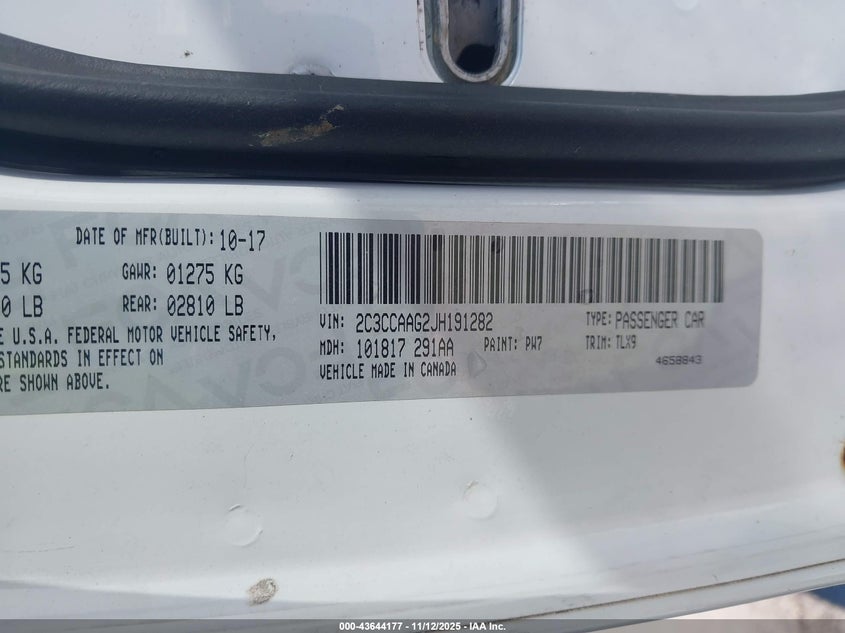 DATE OF MFR(BUILT): 10-17
5 KG GAWR: 01275 KG
0 LB REAR: 02810 LB
E U.S.A. FEDERAL MOTOR VEHICLE SAFETY,
STANDARDS IN EFFECT ON
RE SHOWN ABOVE.
VIN: 2C3CCAAG2JH191282 TYPE: PASSENGER CAR
MDH: 101817 291AA PAINT: PW7 TRIM: TLX9
VEHICLE MADE IN CANADA 4658843
000-43644177 - 11/12/2025 - IAA Inc.